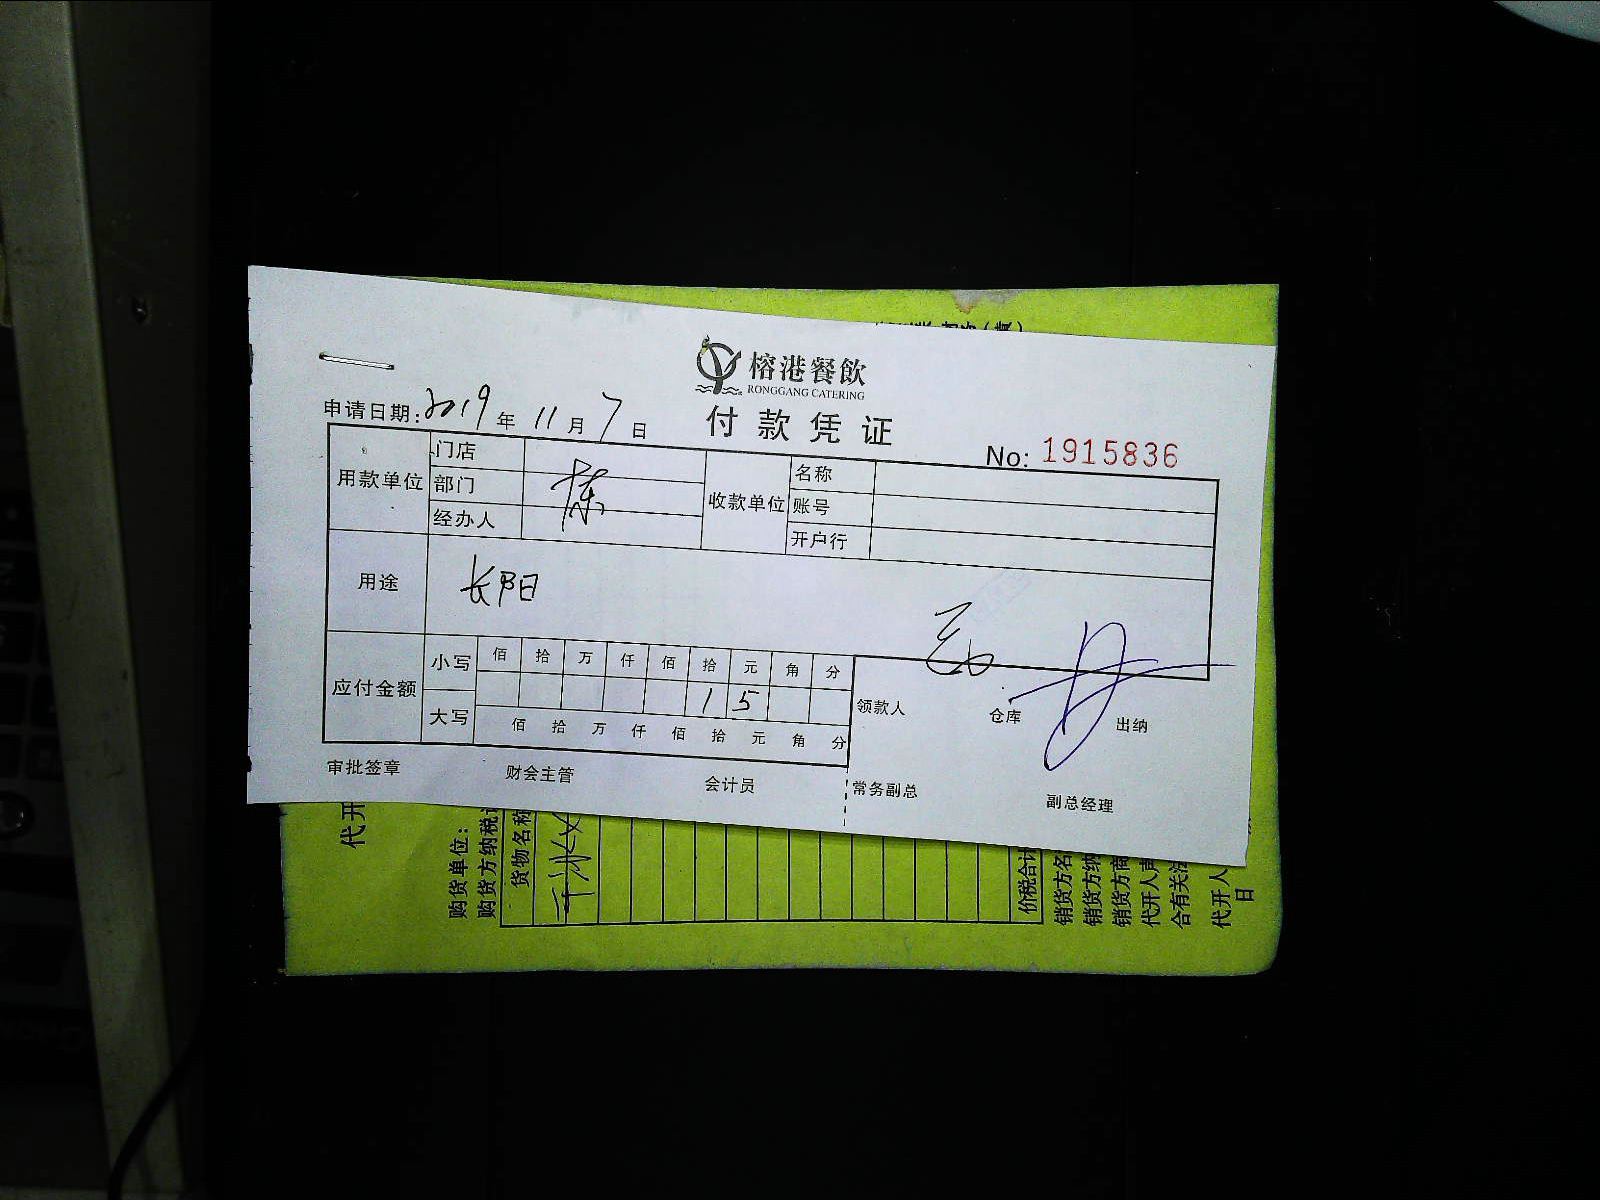 榕港餐飲
RONGGANG CATERING
付款凭证
申请日期:2019年11月7日
No: 1915836
用款单位 门店 收款单位 名称
部门 陈 账号
经办人 开户行
用途 长阳
应付金额 小写 佰 拾 万 仟 佰 拾 元 角 分
1 5
大写 佰 拾 万 仟 佰 拾 元 角 分
领款人 仓库 出纳
审批签章 财会主管 会计员 常务副总 副总经理
代开
购货单位:
购货方纳税
货物名称
价税合计
销货方名
销货方纳
销货方商
代开人声
合有关法
代开人
日